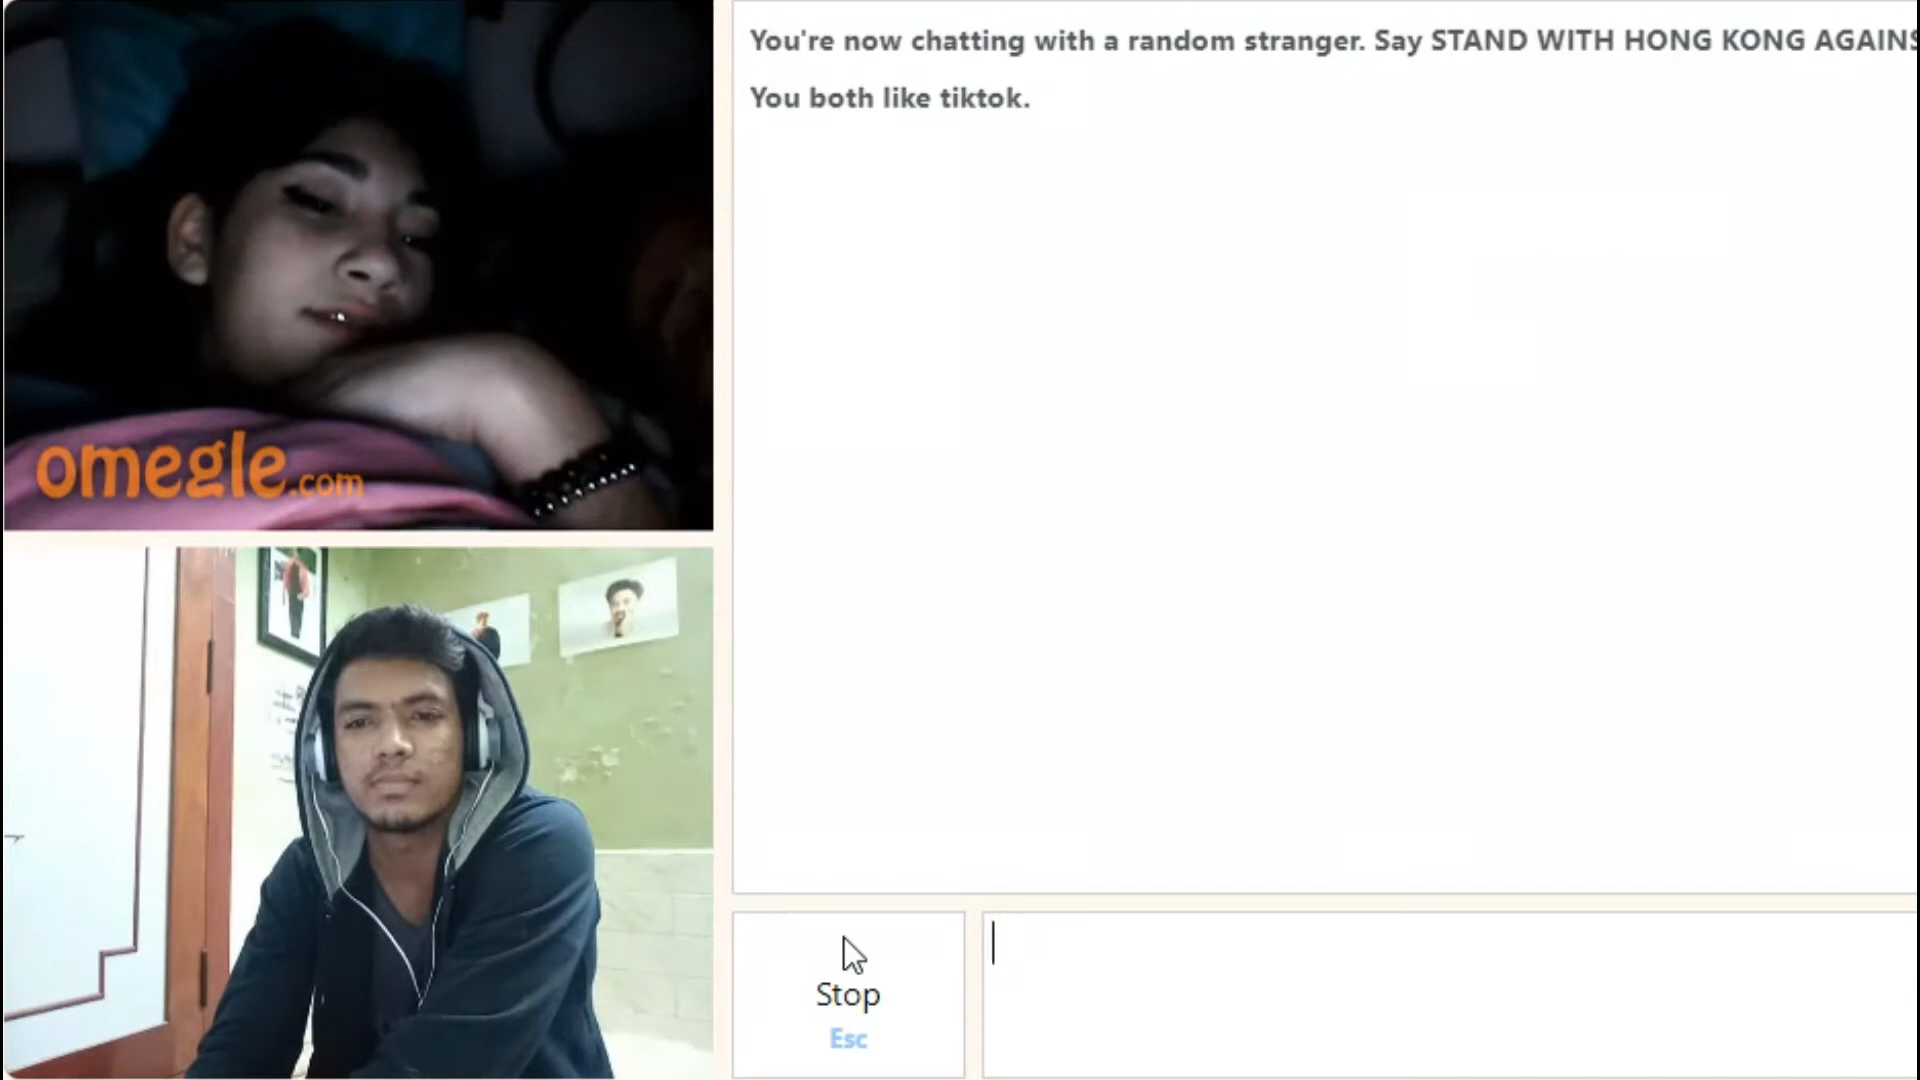 You're now chatting with a random stranger. Say STAND WITH HONG KONG AGAINS
You both like tiktok.
omegle.com
Stop
Esc